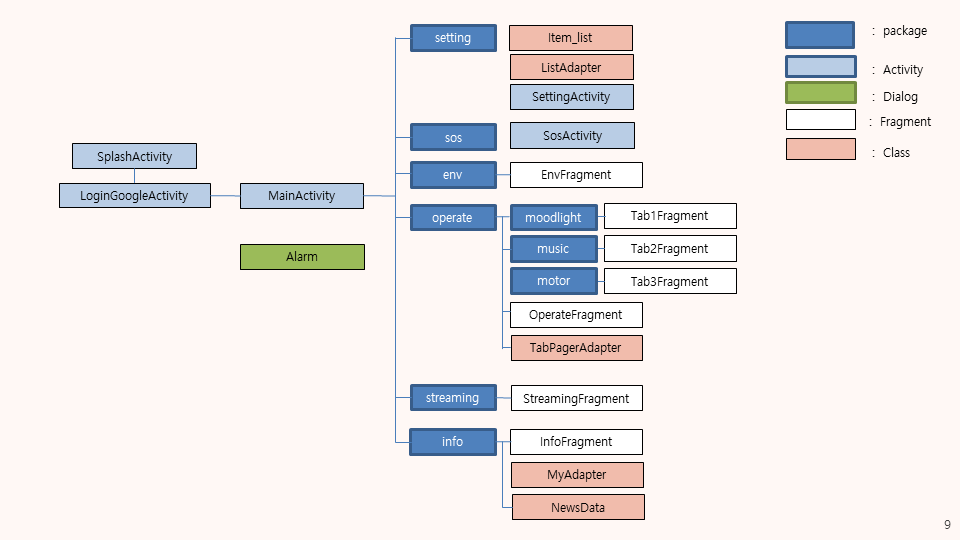 setting
Item_list
ListAdapter
SettingActivity
sos
SosActivity
SplashActivity
LoginGoogleActivity
MainActivity
Alarm
env
EnvFragment
operate
moodlight
Tab1Fragment
music
Tab2Fragment
motor
Tab3Fragment
OperateFragment
TabPagerAdapter
streaming
StreamingFragment
info
InfoFragment
MyAdapter
NewsData
: package
: Activity
: Dialog
: Fragment
: Class
9